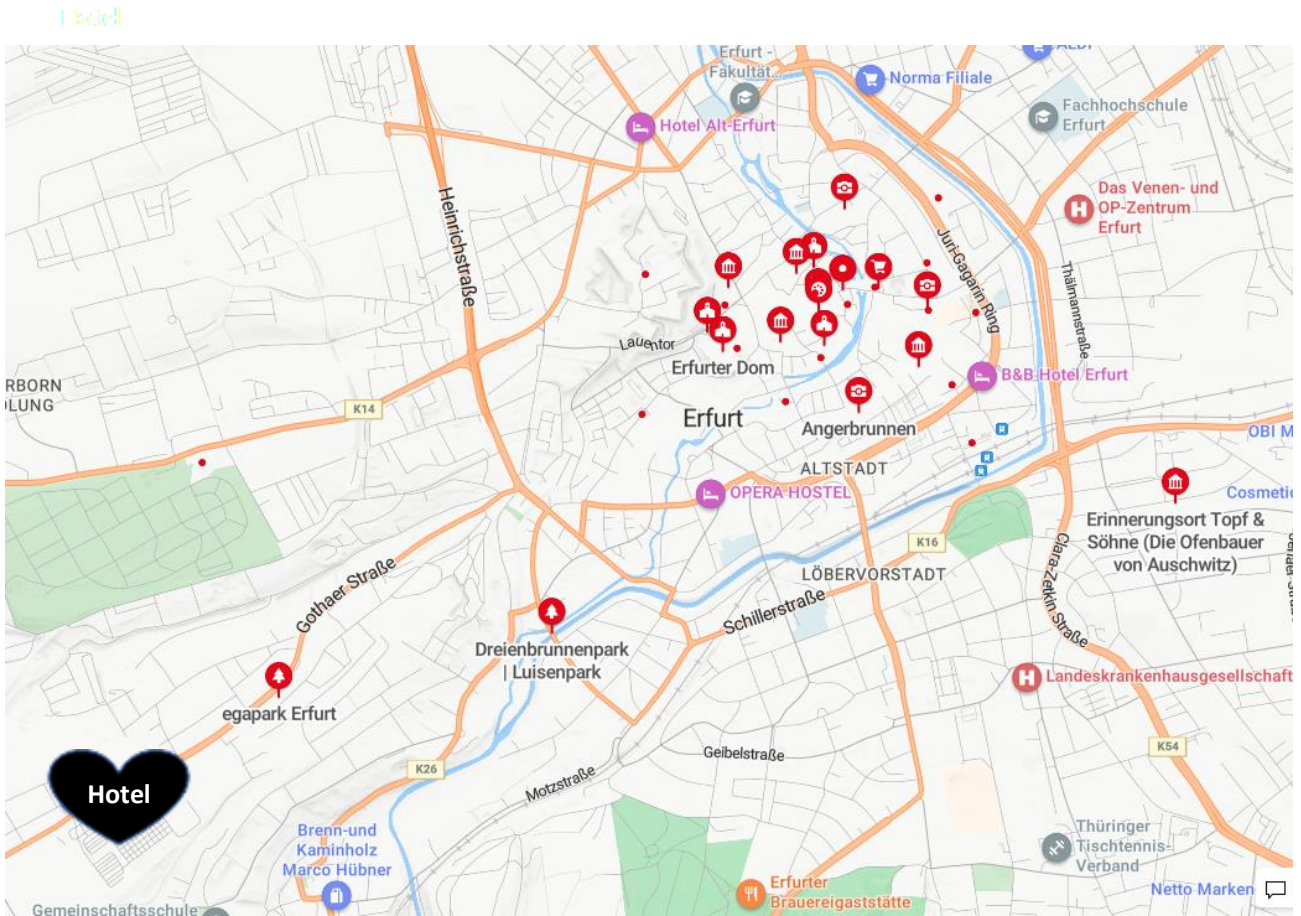 Hotel
Erfurt -
Fakultät...
ALDI
Norma Filiale
Fachhochschule
Erfurt
Hotel Alt-Erfurt
Das Venen- und
OP-Zentrum
Erfurt
Heinrichstraße
Juri-Gagarin Ring
Thälmannstraße
Lauentor
Erfurter Dom
B&B Hotel Erfurt
RBORN
LUNG
K14
Erfurt
Angerbrunnen
OBI M
ALTSTADT
OPERA HOSTEL
Cosmetic
Erinnerungsort Topf &
Söhne (Die Ofenbauer
von Auschwitz)
K16
Gothaer Straße
LÖBERVORSTADT
Schillerstraße
Clara-Zetkin Straße
Dreienbrunnenpark
| Luisenpark
Landeskrankenhausgesellschaft
egapark Erfurt
Geibelstraße
K54
K26
Motzstraße
Hotel
Brenn-und
Kaminholz
Marco Hübner
Thüringer
Tischtennis-
Verband
Erfurter
Brauereigaststätte
Netto Marken
Gemeinschaftsschule